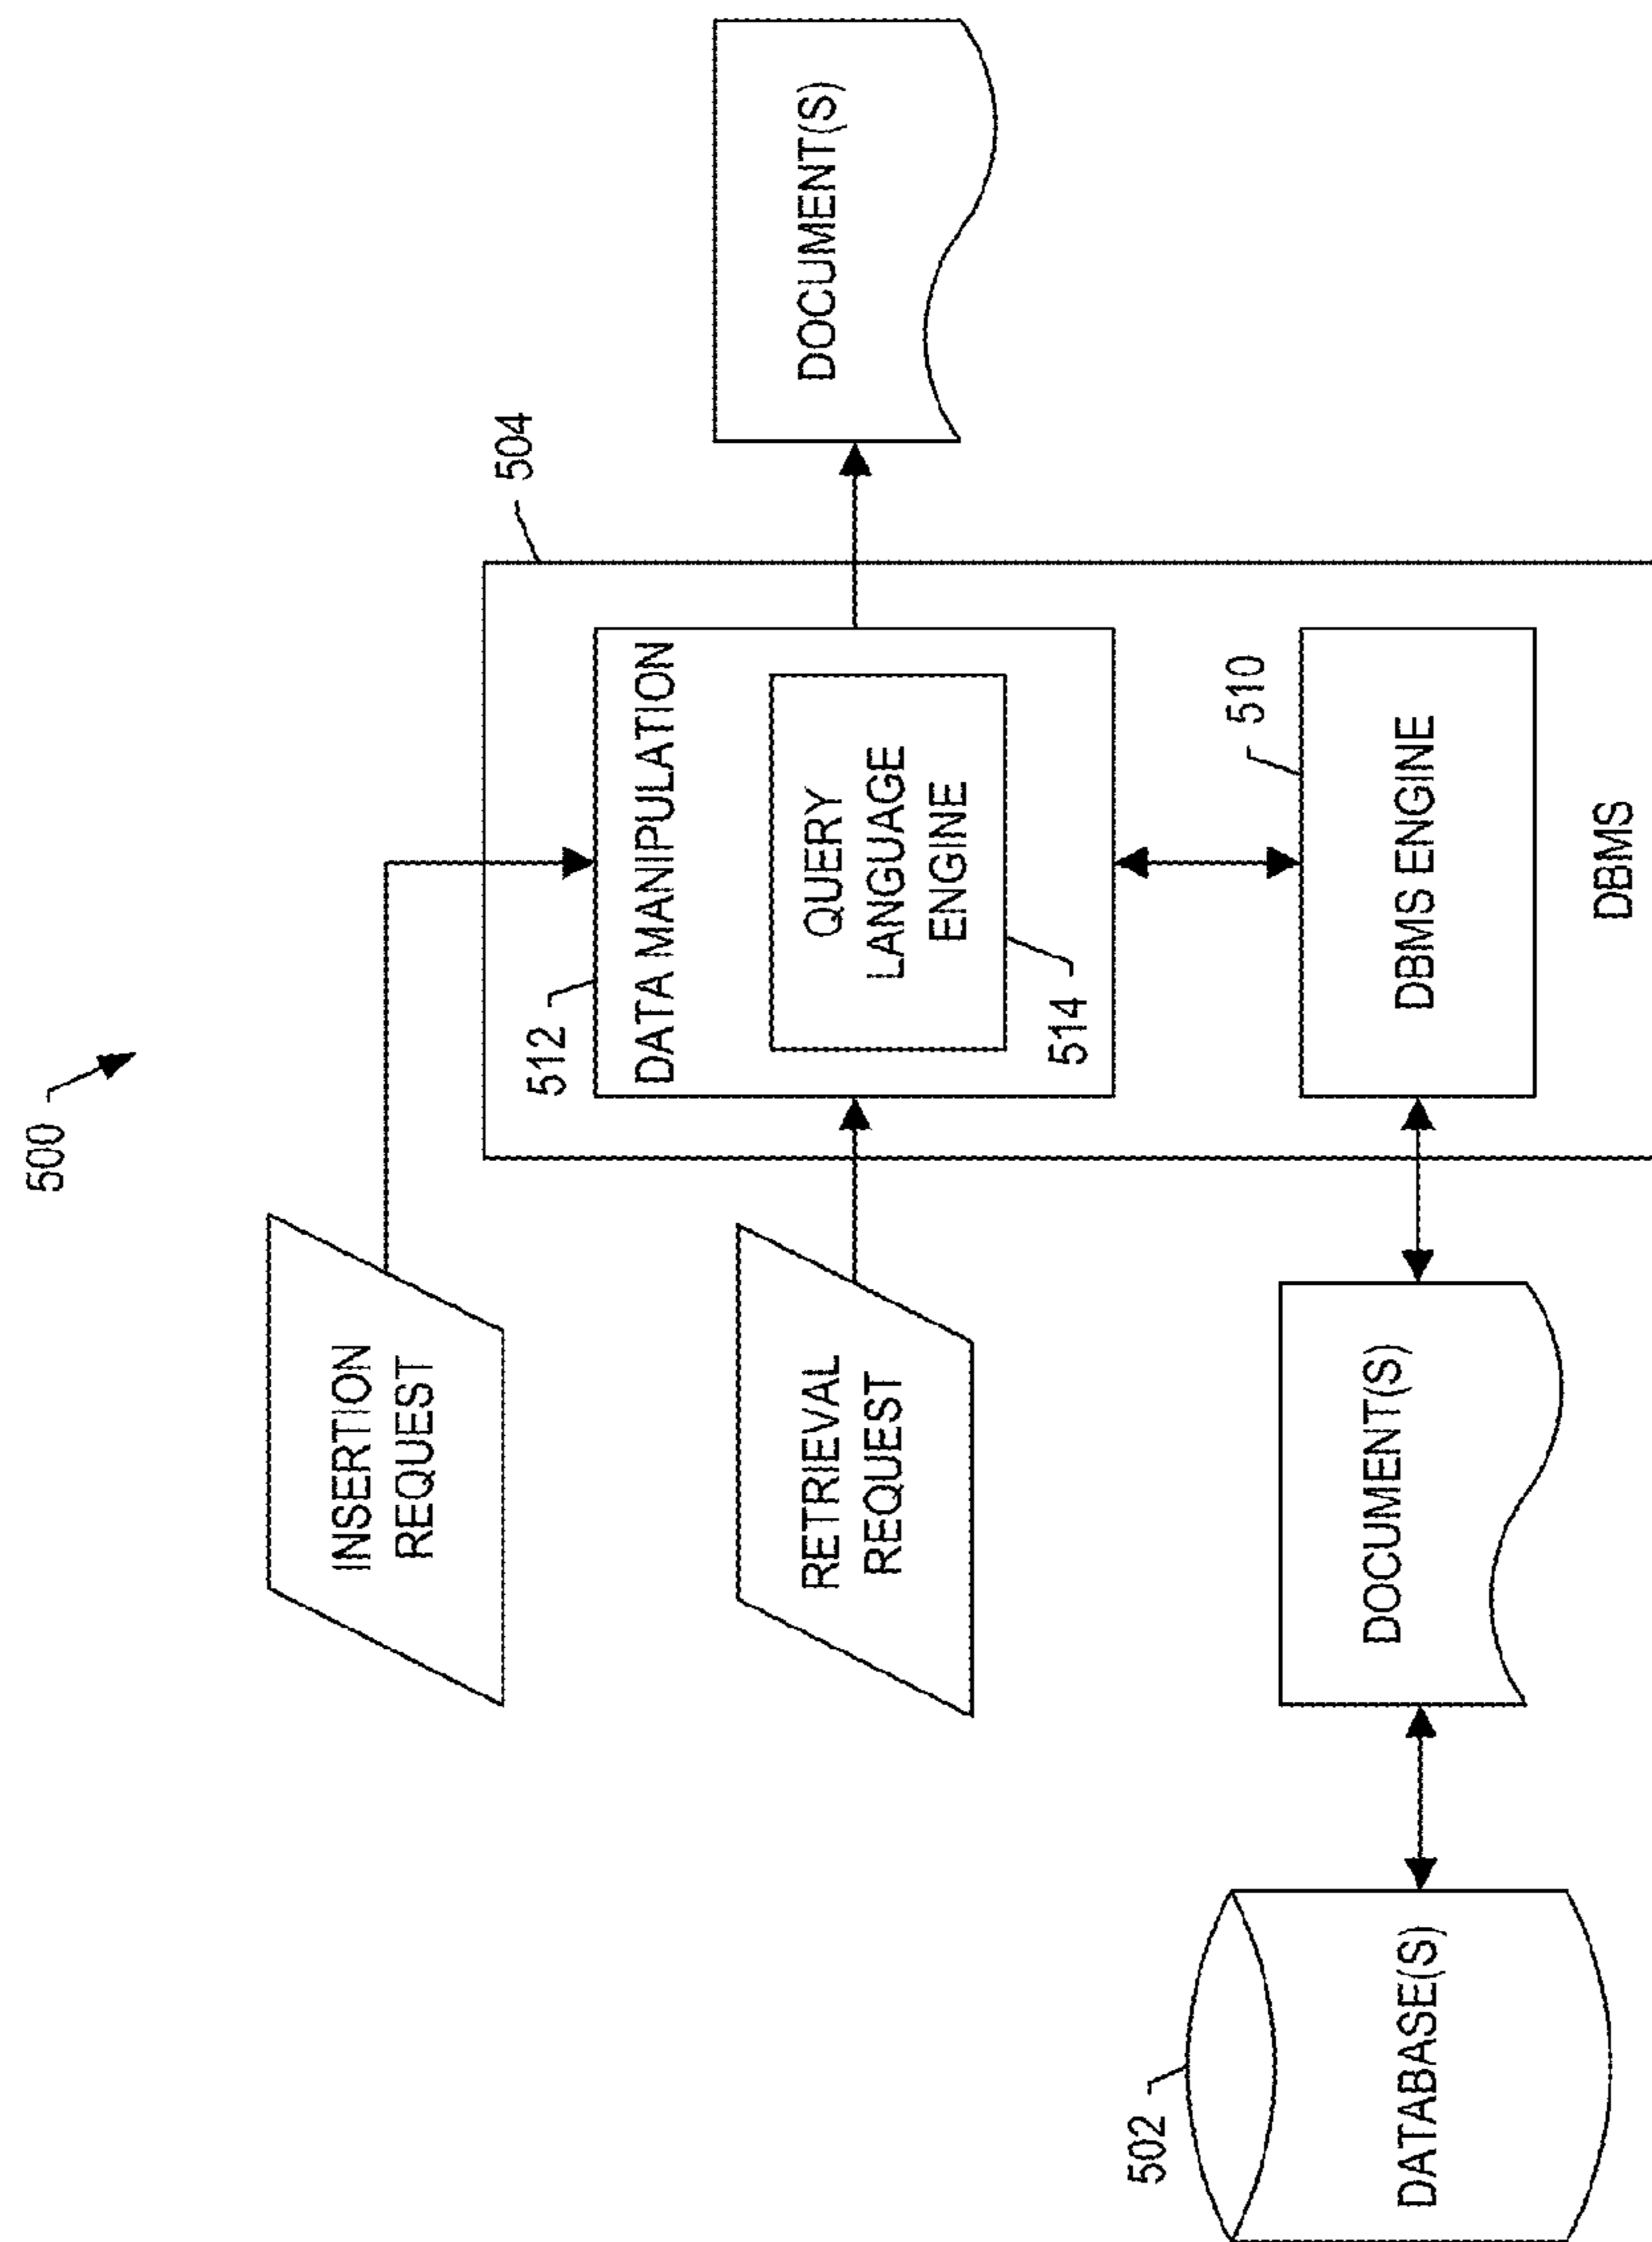 500
INSERTION
REQUEST
504
512
DATA MANIPULATION
RETRIEVAL
REQUEST
QUERY
LANGUAGE
ENGINE
514
DOCUMENT(S)
502
DATABASE(S)
DOCUMENT(S)
510
DBMS ENGINE
DBMS